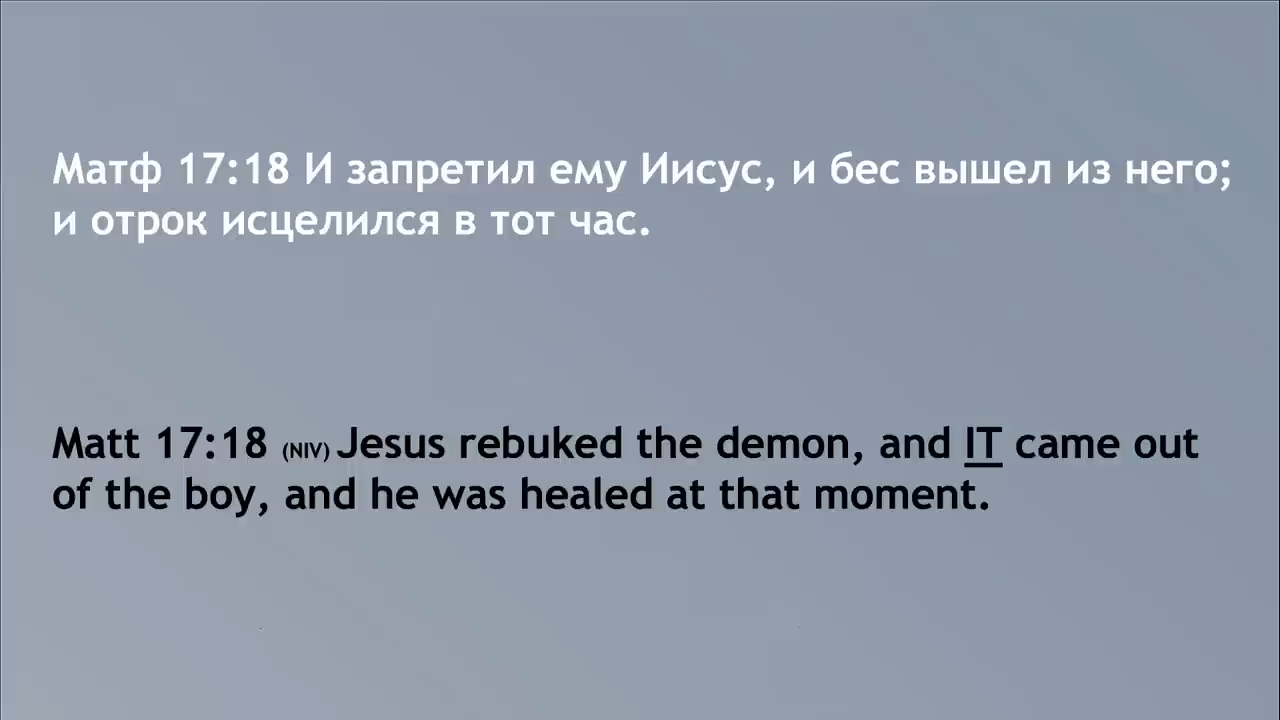 Матф 17:18 И запретил ему Иисус, и бес вышел из него;
и отрок исцелился в тот час.
Matt 17:18 (NIV) Jesus rebuked the demon, and IT came out
of the boy, and he was healed at that moment.